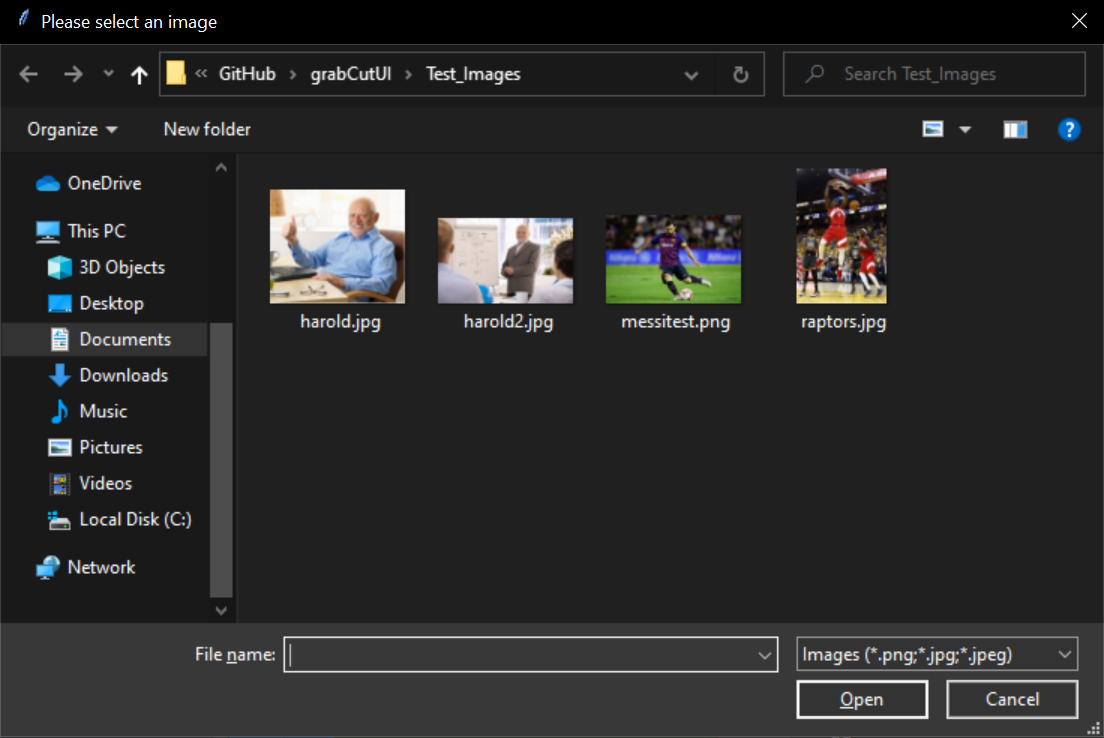 Please select an image
« GitHub › grabCutUI › Test_Images
Search Test_Images
Organize
New folder
?
OneDrive
This PC
3D Objects
Desktop
Documents
Downloads
Music
Pictures
Videos
Local Disk (C:)
Network
harold.jpg
harold2.jpg
messitest.png
raptors.jpg
File name:
Images (*.png;*.jpg;*.jpeg)
Open
Cancel